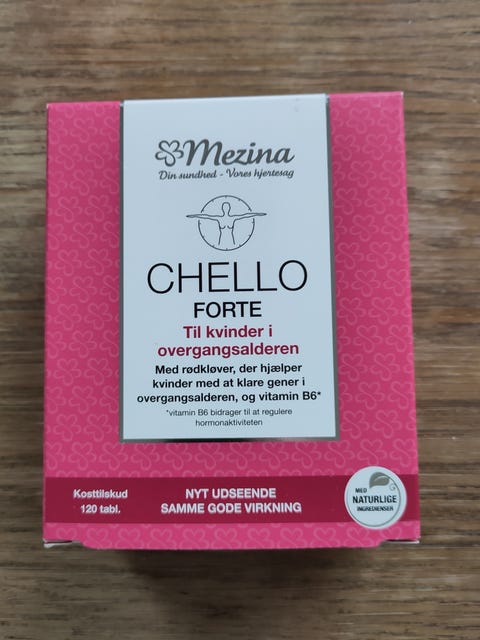 Mezina
Din sundhed - Vores hjertesag
CHELLO
FORTE
Til kvinder i
overgangsalderen
Med rødkløver, der hjælper
kvinder med at klare gener i
overgangsalderen, og vitamin B6*
*vitamin B6 bidrager til at regulere
hormonaktiviteten
Kosttilskud
120 tabl.
NYT UDSEENDE
SAMME GODE VIRKNING
MED
NATURLIGE
INGREDIENSER